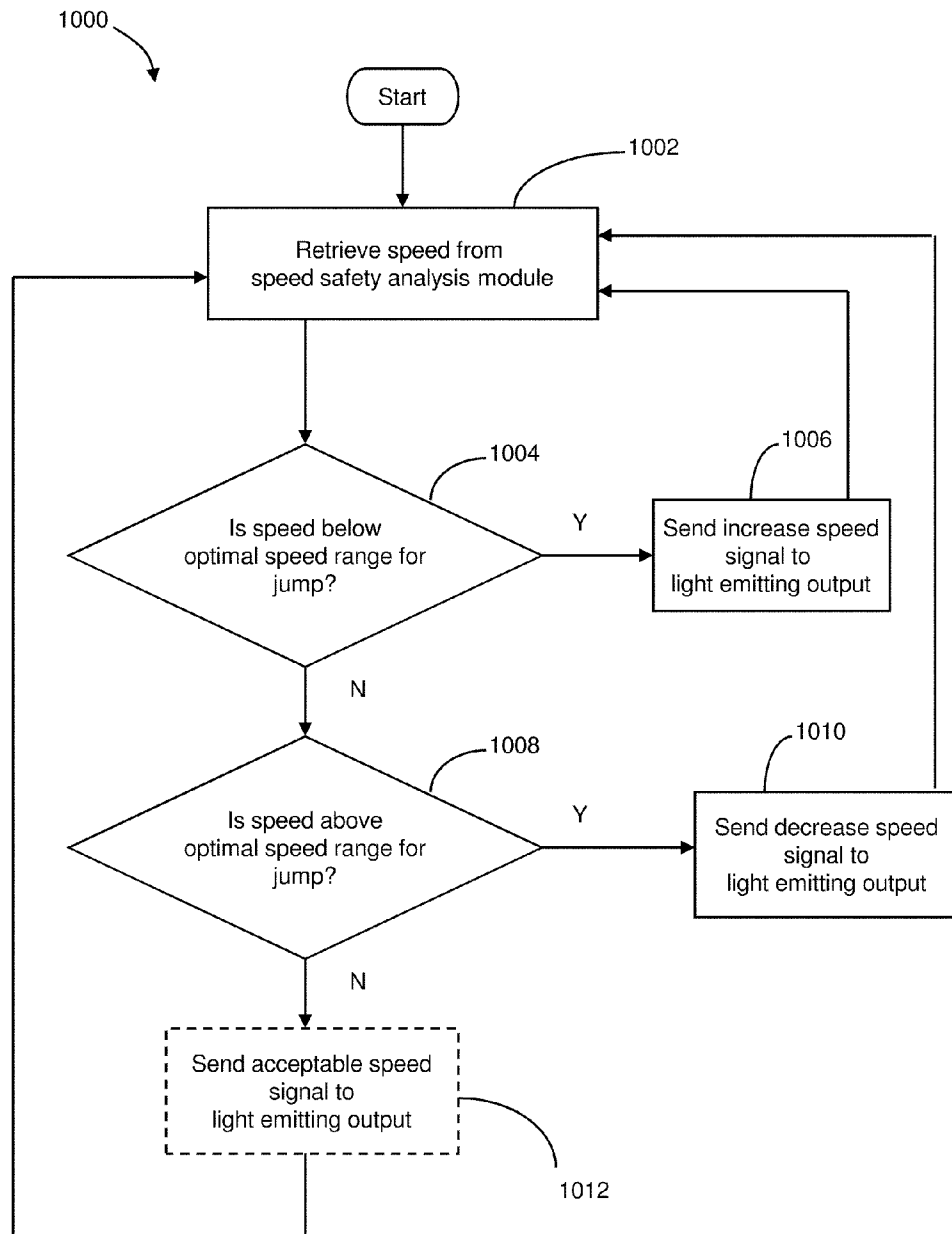 1000
Start
1002
Retrieve speed from
speed safety analysis module
1004
Is speed below
optimal speed range for
jump?
Y
1006
Send increase speed
signal to
light emitting output
N
1008
Is speed above
optimal speed range for
jump?
Y
1010
Send decrease speed
signal to
light emitting output
N
Send acceptable speed
signal to
light emitting output
1012